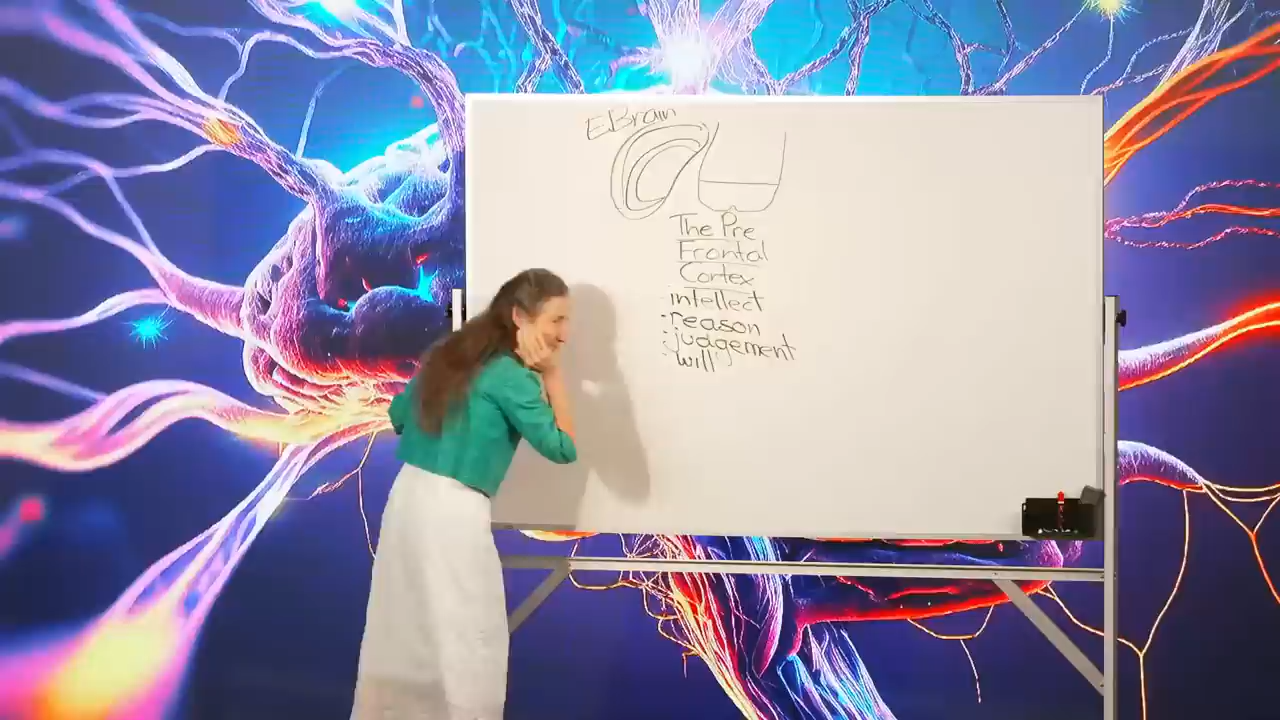 EBrain
The Pre
Frontal
Cortex
·intellect
·reason
·judgement
·will